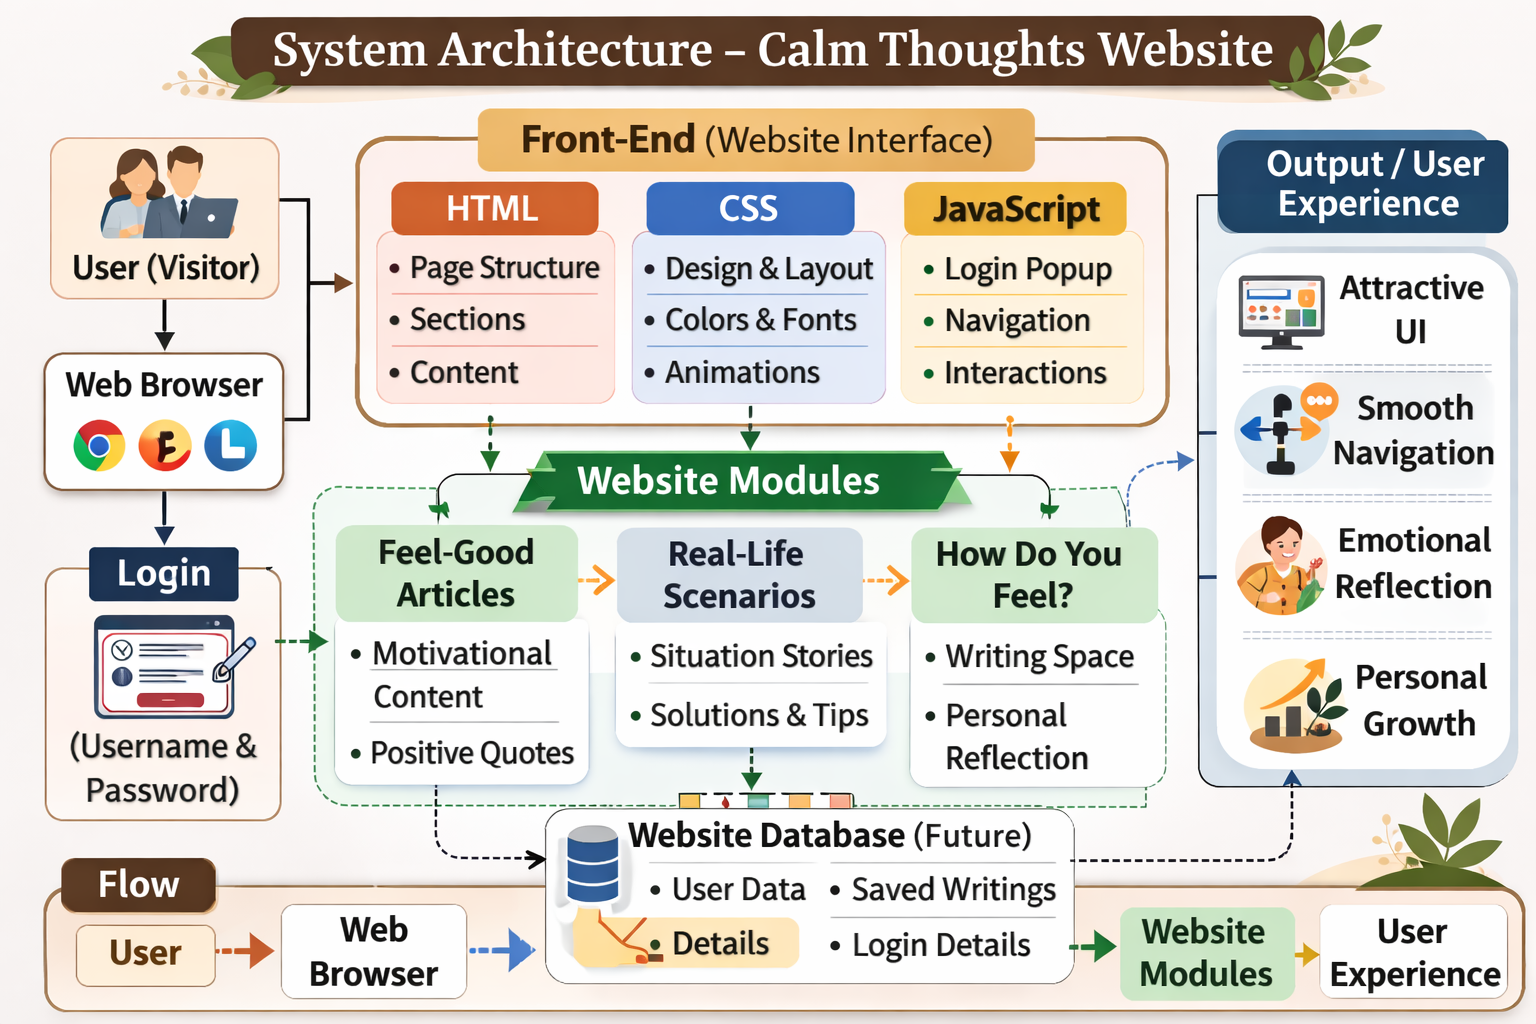 System Architecture – Calm Thoughts Website
User (Visitor)
Web Browser
Login
(Username &
Password)
Front-End (Website Interface)
HTML
• Page Structure
• Sections
• Content
CSS
• Design & Layout
• Colors & Fonts
• Animations
JavaScript
• Login Popup
• Navigation
• Interactions
Website Modules
Feel-Good
Articles
• Motivational
Content
• Positive Quotes
Real-Life
Scenarios
• Situation Stories
• Solutions & Tips
How Do You
Feel?
• Writing Space
• Personal
Reflection
Output / User
Experience
Attractive
UI
Smooth
Navigation
Emotional
Reflection
Personal
Growth
Website Database (Future)
• User Data
• Saved Writings
• Details
• Login Details
Flow
User
Web
Browser
Website
Modules
User
Experience